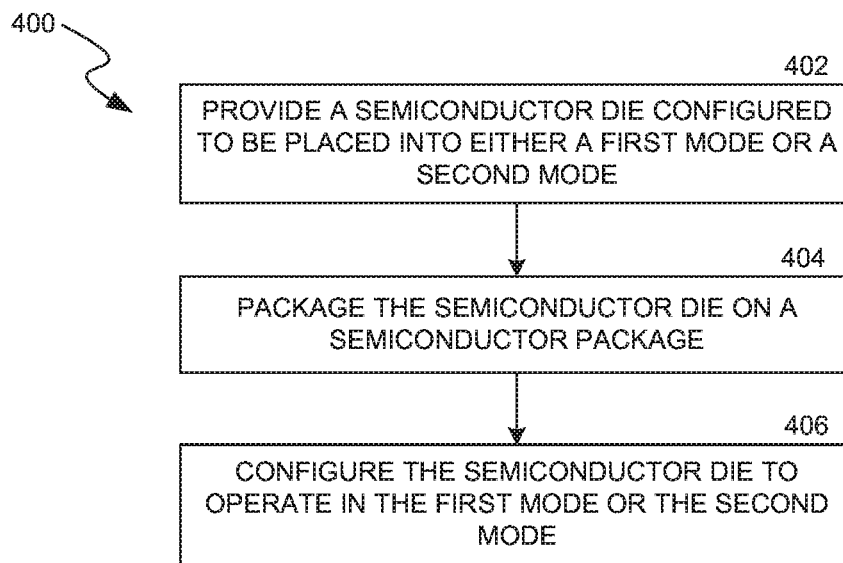 400
402
PROVIDE A SEMICONDUCTOR DIE CONFIGURED
TO BE PLACED INTO EITHER A FIRST MODE OR A
SECOND MODE
404
PACKAGE THE SEMICONDUCTOR DIE ON A
SEMICONDUCTOR PACKAGE
406
CONFIGURE THE SEMICONDUCTOR DIE TO
OPERATE IN THE FIRST MODE OR THE SECOND
MODE